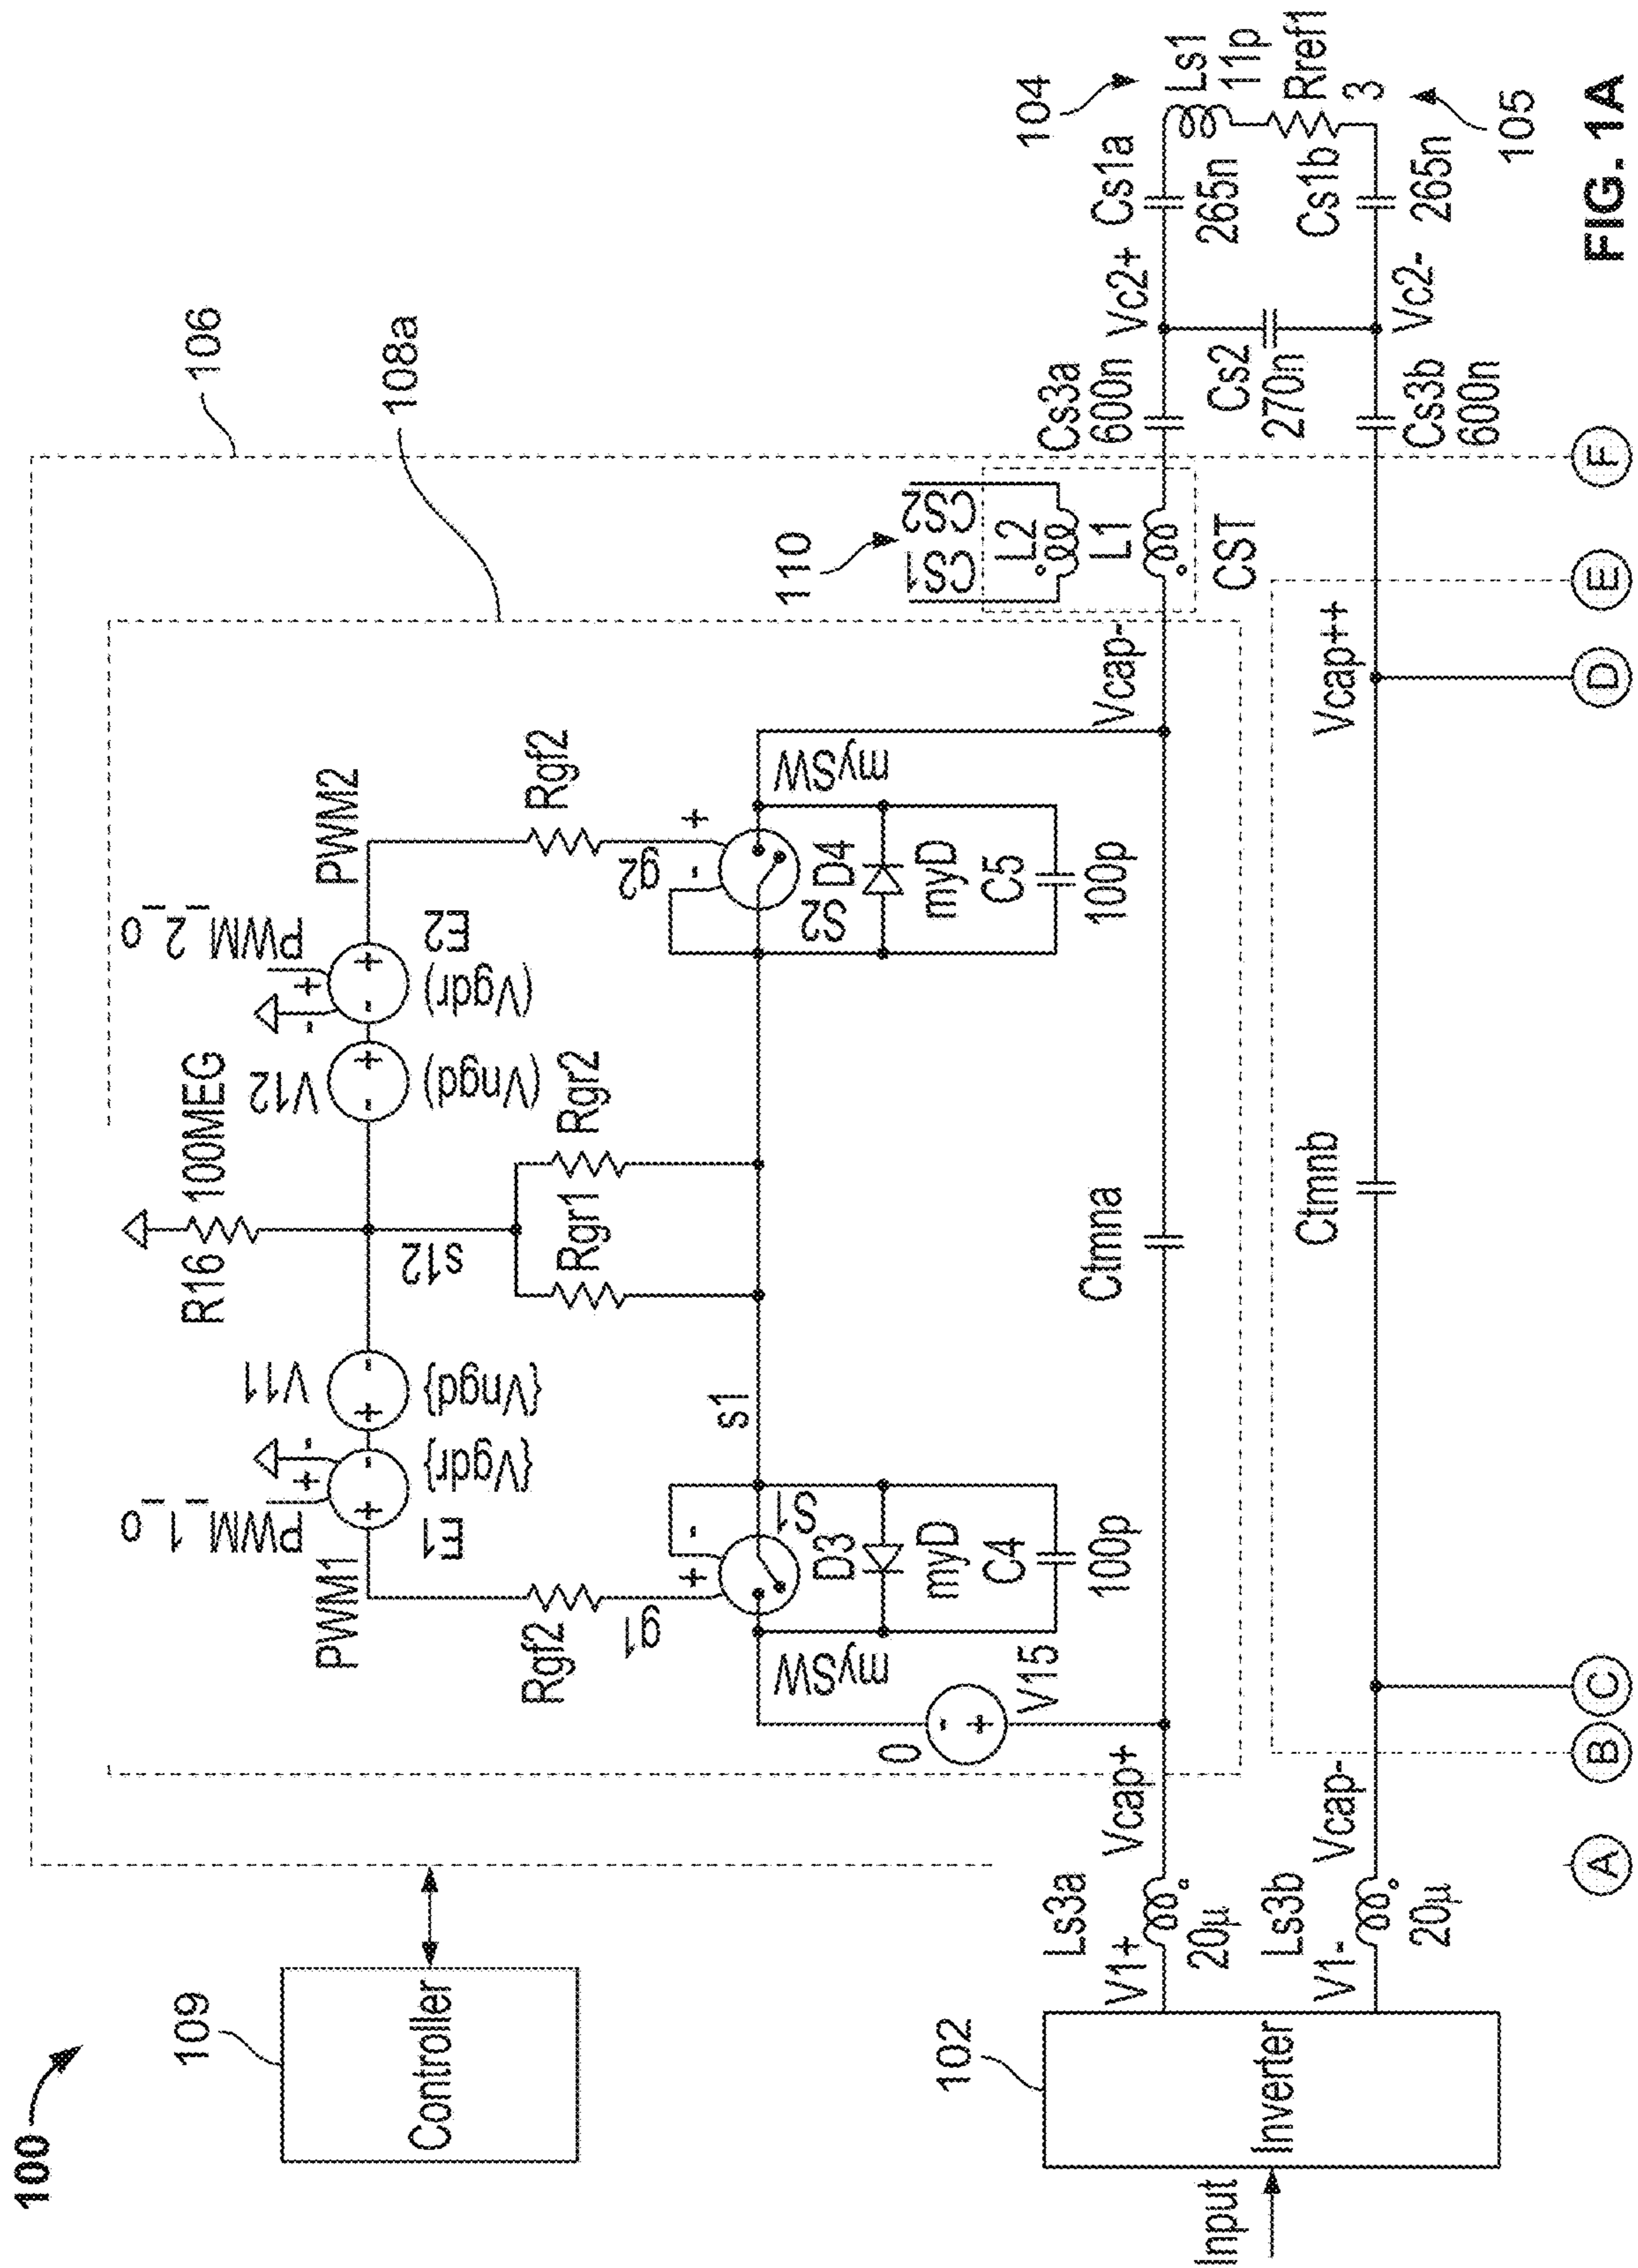 100
109
Controller
106
108a
R16
100MEG
PWM_1_o
PWM_2_o
PWM1
PWM2
E1
{Vgdr}
V11
{Vngd}
V12
(Vngd)
E2
(Vgdr)
s12
Rgf2
Rgr1
Rgr2
Rgf2
g1
g2
S1
s1
S2
mySW
mySW
D3
myD
C4
100p
D4
myD
C5
100p
0
V15
110
CS1
CS2
L2
L1
CST
102
Input
Inverter
V1+
Ls3a
20µ
Vcap+
Ctmna
Vcap-
Cs3a
600n
Vc2+
Cs1a
265n
104
Ls1
11p
Cs2
270n
Rref1
3
105
V1-
Ls3b
20µ
Vcap-
Ctmnb
Vcap++
Cs3b
600n
Vc2-
Cs1b
265n
A
B
C
D
E
F
FIG. 1A